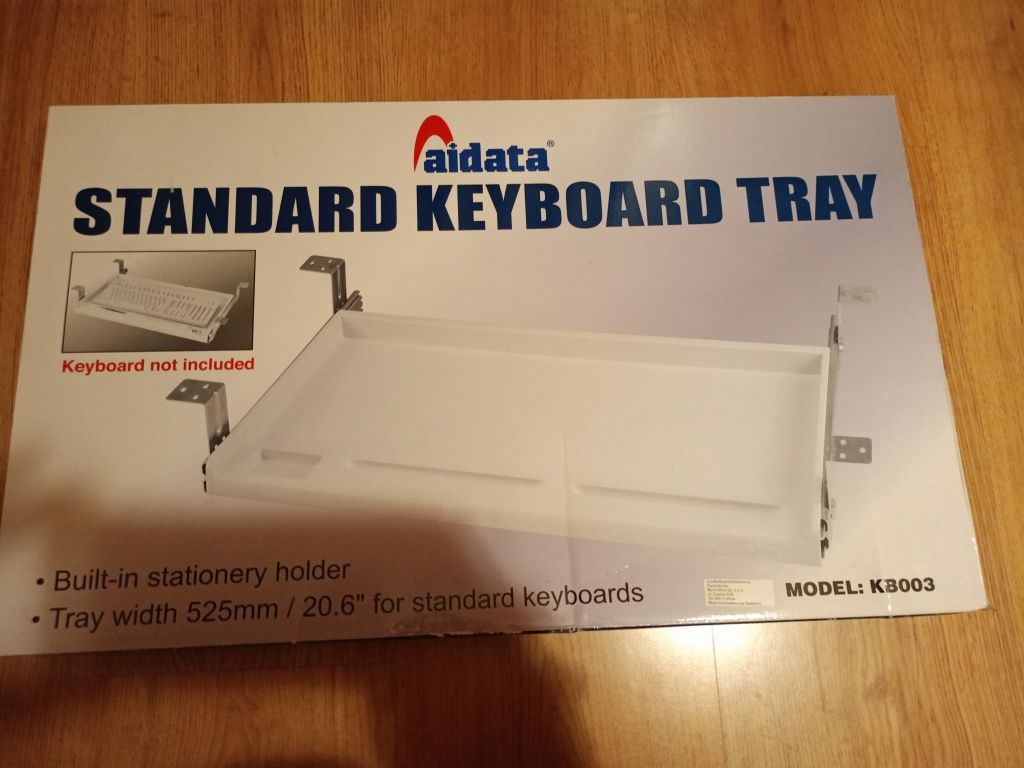 aidata®
STANDARD KEYBOARD TRAY
Keyboard not included
• Built-in stationery holder
• Tray width 525mm / 20.6" for standard keyboards
MODEL: KB003